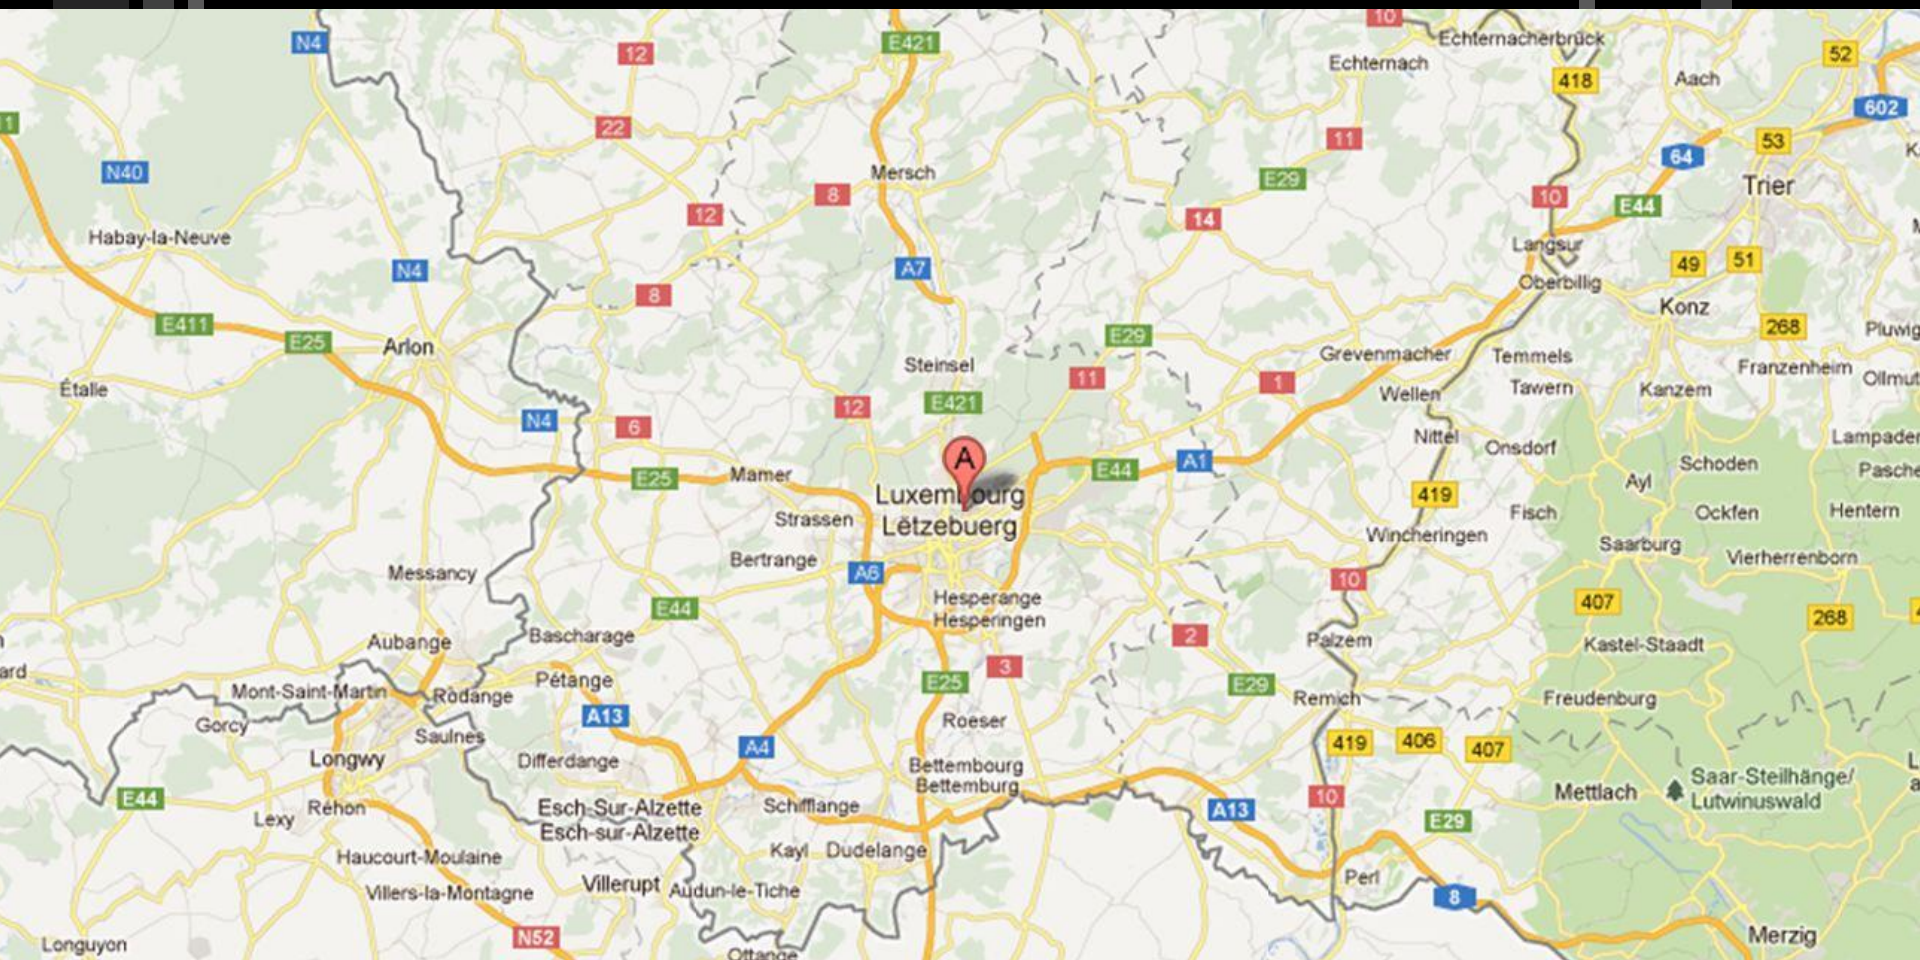 10
Echternacherbrück
N4
E421
12
Echternach
52
418
Aach
602
22
11
53
64
N40
Mersch
E29
Trier
8
10
12
14
E44
Habay-la-Neuve
Langsur
49
51
N4
A7
Oberbillig
8
Konz
E411
E25
E29
268
Arlon
Grevenmacher
Temmels
Steinsel
Franzenheim
Étalle
11
1
Wellen
Tawern
Kanzem
12
E421
N4
6
Nittel
Onsdorf
A
Schoden
E25
Mamer
E44
A1
Ayl
Luxembourg
Lëtzebuerg
419
Strassen
Fisch
Ockfen
Hentern
Wincheringen
Saarburg
Vierherrenborn
Bertrange
Messancy
A6
10
Hesperange
Hesperingen
E44
407
268
Aubange
Bascharage
2
Palzem
Kastel-Staadt
3
Pétange
E25
E29
Mont-Saint-Martin
Rodange
Remich
Freudenburg
Gorcy
A13
Roeser
Saulnes
A4
419
406
407
Longwy
Differdange
Bettembourg
Bettemburg
Saar-Steilhänge/
Lutwinuswald
Mettlach
E44
Réhon
Esch-Sur-Alzette
Esch-sur-Alzette
Schifflange
10
A13
Lexy
E29
Haucourt-Moulaine
Kayl
Dudelange
Villers-la-Montagne
Villerupt
Audun-le-Tiche
Perl
8
Longuyon
N52
Merzig
Ottange